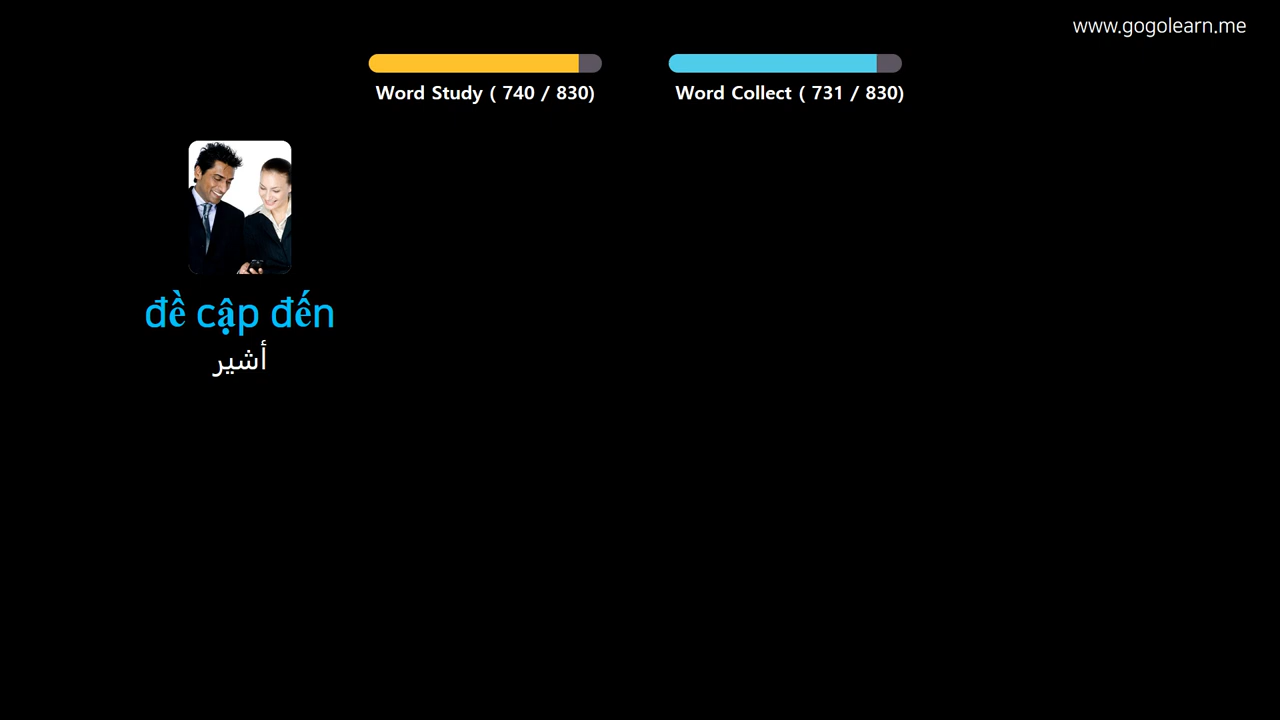 www.gogolearn.me
Word Study ( 740 / 830)
Word Collect ( 731 / 830)
đề cập đến
أشير